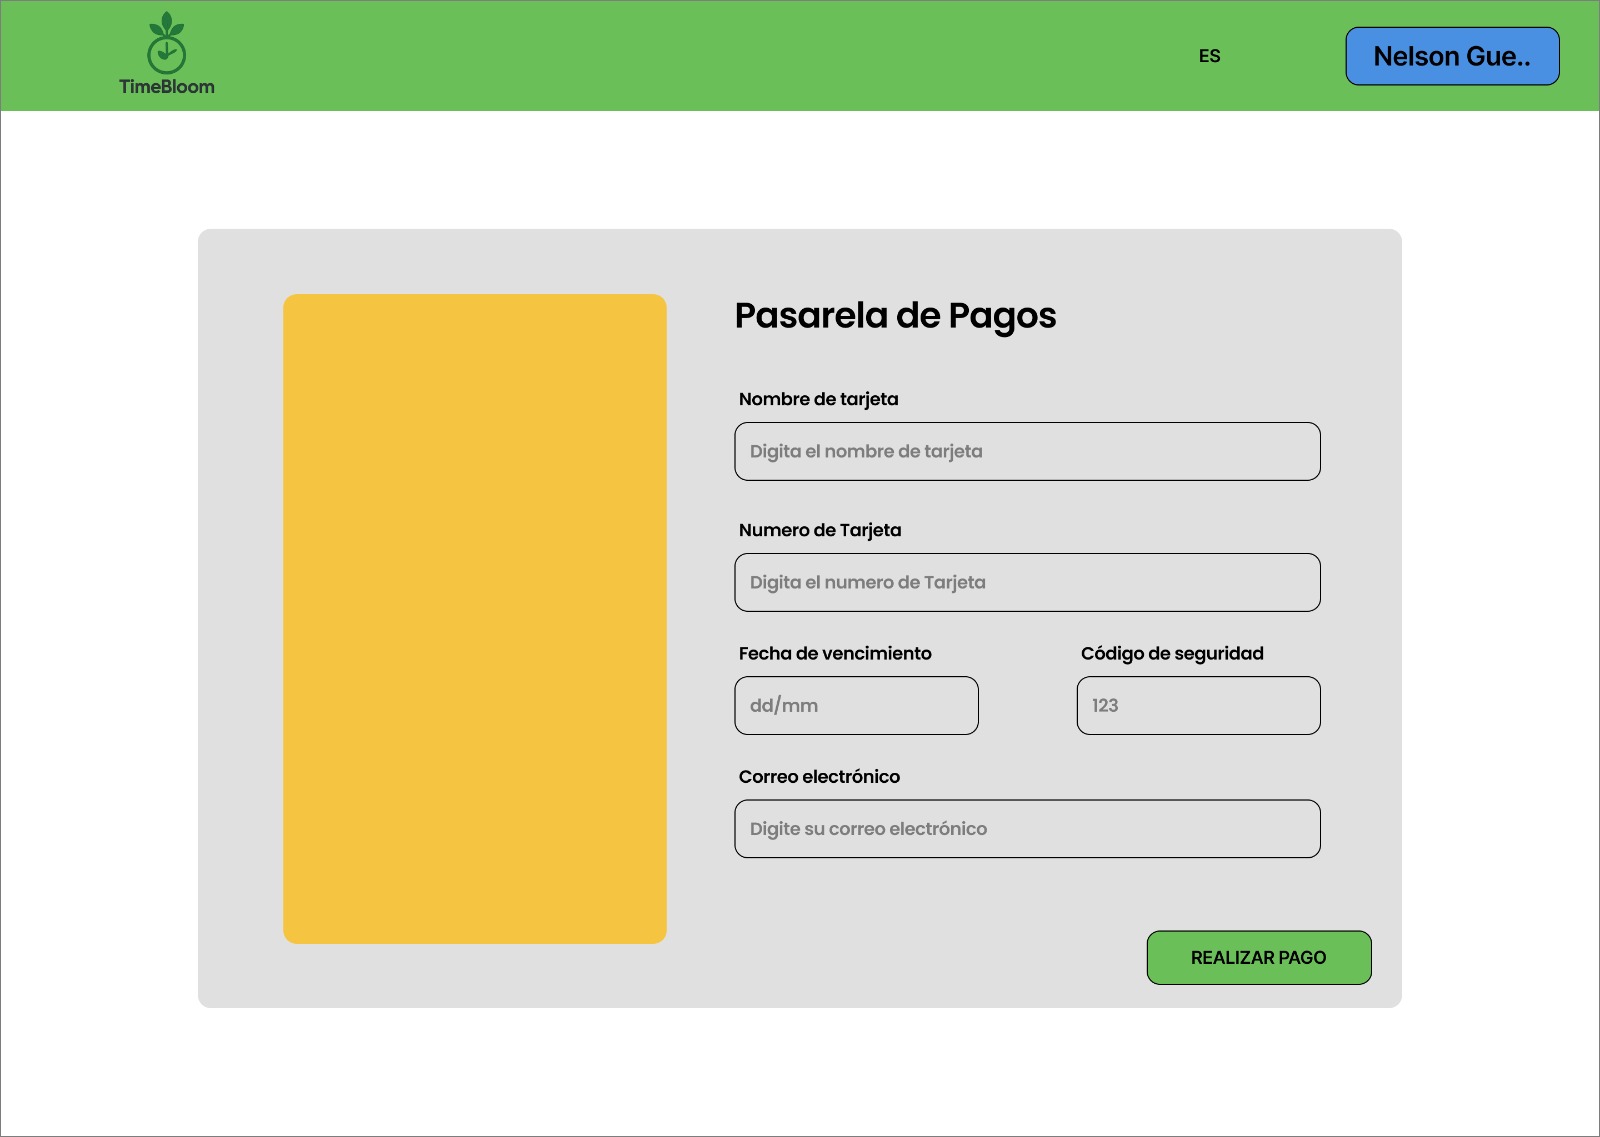 TimeBloom
ES
Nelson Gue..
Pasarela de Pagos
Nombre de tarjeta
Digita el nombre de tarjeta
Numero de Tarjeta
Digita el numero de Tarjeta
Fecha de vencimiento
Código de seguridad
dd/mm
123
Correo electrónico
Digite su correo electrónico
REALIZAR PAGO